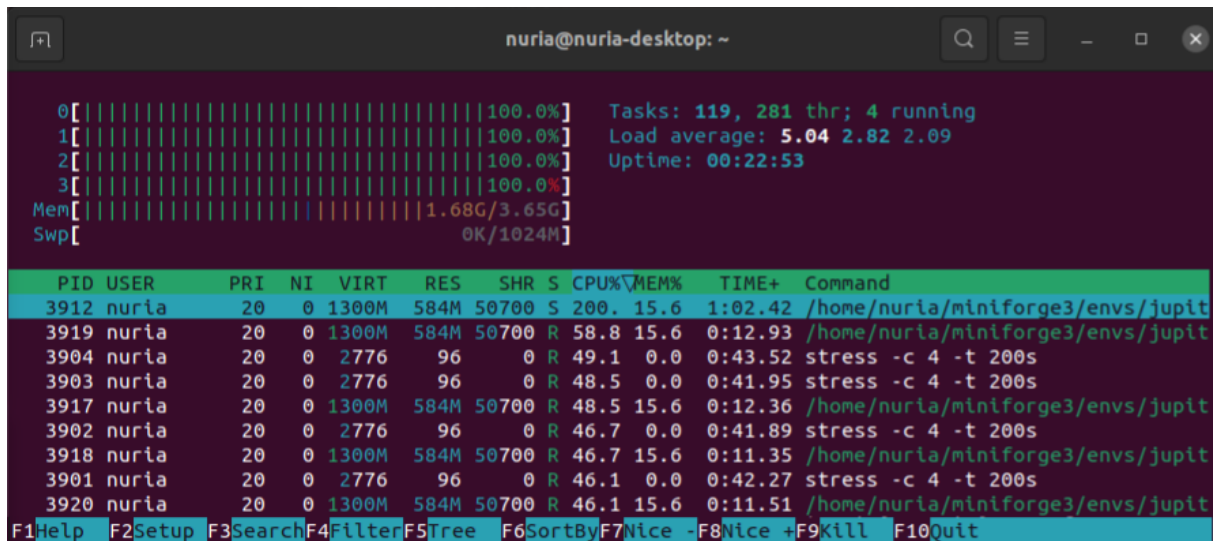 nuria@nuria-desktop: ~
0[||||||||||||||||||||||||||||||||||100.0%] Tasks: 119, 281 thr; 4 running
1[||||||||||||||||||||||||||||||||||100.0%] Load average: 5.04 2.82 2.09
2[||||||||||||||||||||||||||||||||||100.0%] Uptime: 00:22:53
3[||||||||||||||||||||||||||||||||||100.0%]
Mem[|||||||||||||||||||||||||||||1.68G/3.65G]
Swp[ 0K/1024M]
PID USER PRI NI VIRT RES SHR S CPU%▽MEM% TIME+ Command
3912 nuria 20 0 1300M 584M 50700 S 200. 15.6 1:02.42 /home/nuria/miniforge3/envs/jupit
3919 nuria 20 0 1300M 584M 50700 R 58.8 15.6 0:12.93 /home/nuria/miniforge3/envs/jupit
3904 nuria 20 0 2776 96 0 R 49.1 0.0 0:43.52 stress -c 4 -t 200s
3903 nuria 20 0 2776 96 0 R 48.5 0.0 0:41.95 stress -c 4 -t 200s
3917 nuria 20 0 1300M 584M 50700 R 48.5 15.6 0:12.36 /home/nuria/miniforge3/envs/jupit
3902 nuria 20 0 2776 96 0 R 46.7 0.0 0:41.89 stress -c 4 -t 200s
3918 nuria 20 0 1300M 584M 50700 R 46.7 15.6 0:11.35 /home/nuria/miniforge3/envs/jupit
3901 nuria 20 0 2776 96 0 R 46.1 0.0 0:42.27 stress -c 4 -t 200s
3920 nuria 20 0 1300M 584M 50700 R 46.1 15.6 0:11.51 /home/nuria/miniforge3/envs/jupit
F1Help F2Setup F3SearchF4FilterF5Tree F6SortByF7Nice -F8Nice +F9Kill F10Quit